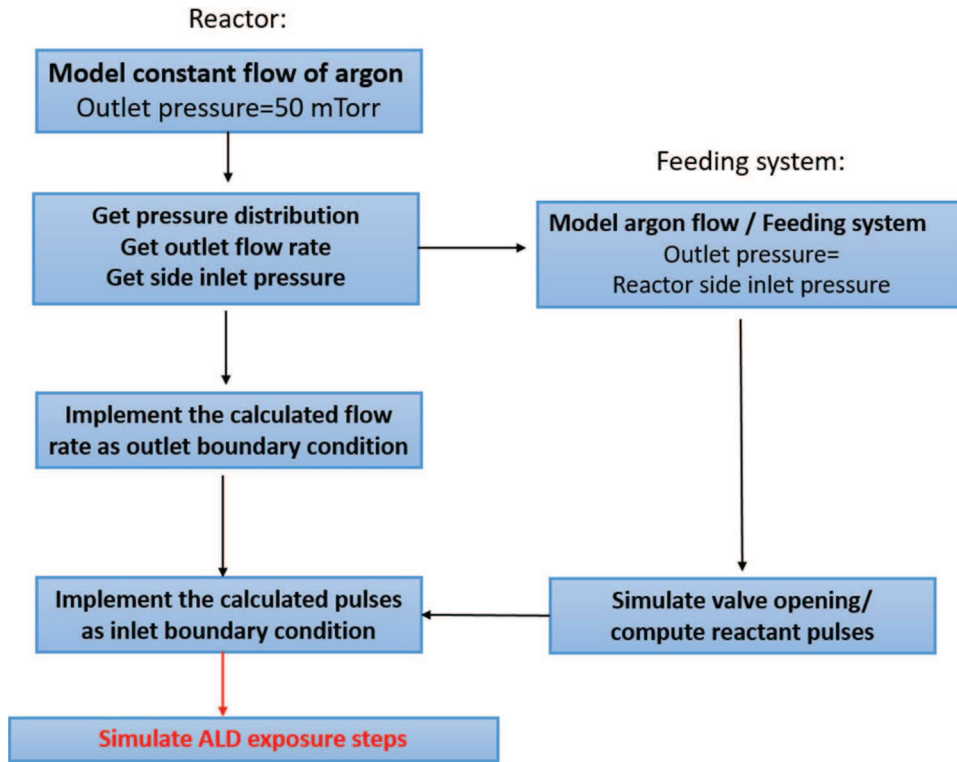 Reactor:
Model constant flow of argon
Outlet pressure=50 mTorr
Get pressure distribution
Get outlet flow rate
Get side inlet pressure
Feeding system:
Model argon flow / Feeding system
Outlet pressure=
Reactor side inlet pressure
Implement the calculated flow
rate as outlet boundary condition
Implement the calculated pulses
as inlet boundary condition
Simulate valve opening/
compute reactant pulses
Simulate ALD exposure steps